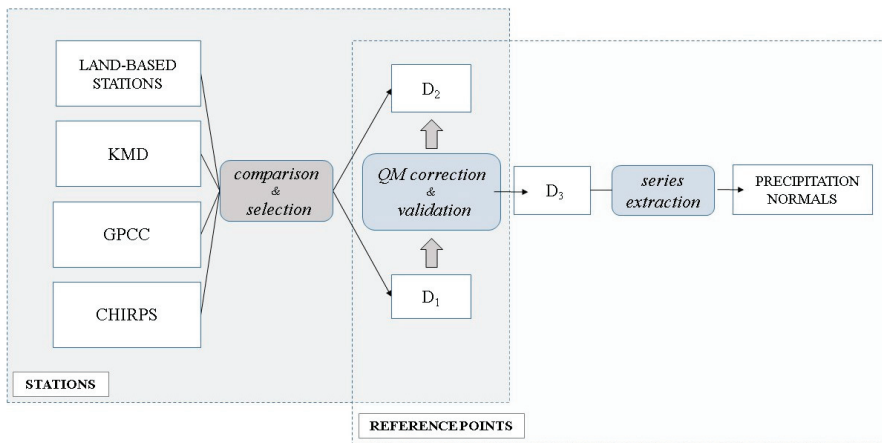 LAND-BASED
STATIONS
KMD
GPCC
CHIRPS
STATIONS
comparison
&
selection
D₂
QM correction
&
validation
D₁
D₃
series
extraction
PRECIPITATION
NORMALS
REFERENCE POINTS